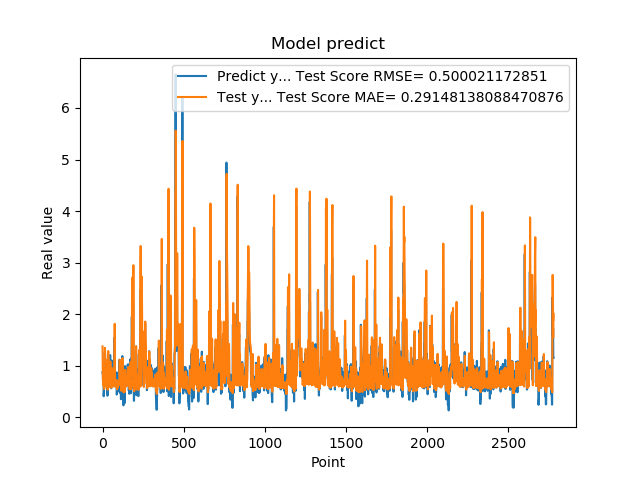 Model predict
Predict y... Test Score RMSE= 0.500021172851
Test y... Test Score MAE= 0.29148138088470876
Real value
6
5
4
3
2
1
0
0 500 1000 1500 2000 2500
Point